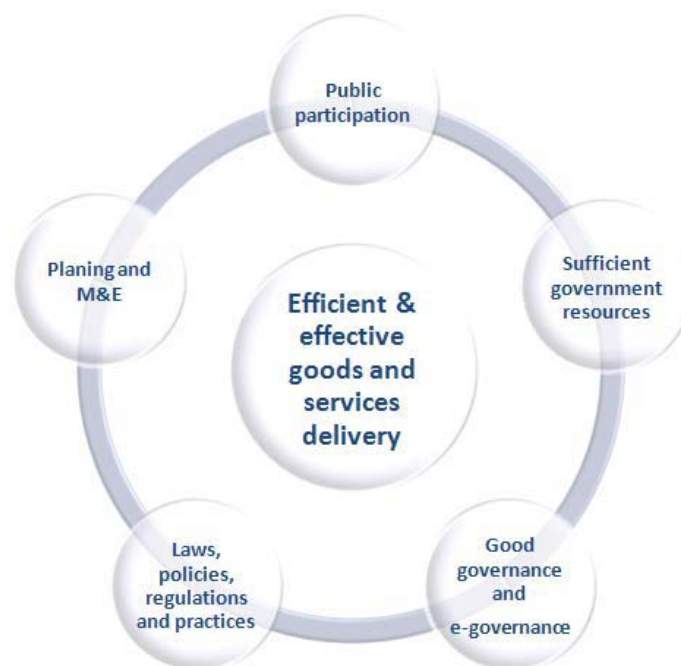 Public
participation
Sufficient
government
resources
Good
governance
and
e-governance
Laws,
policies,
regulations
and practices
Planing and
M&E
Efficient &
effective
goods and
services
delivery